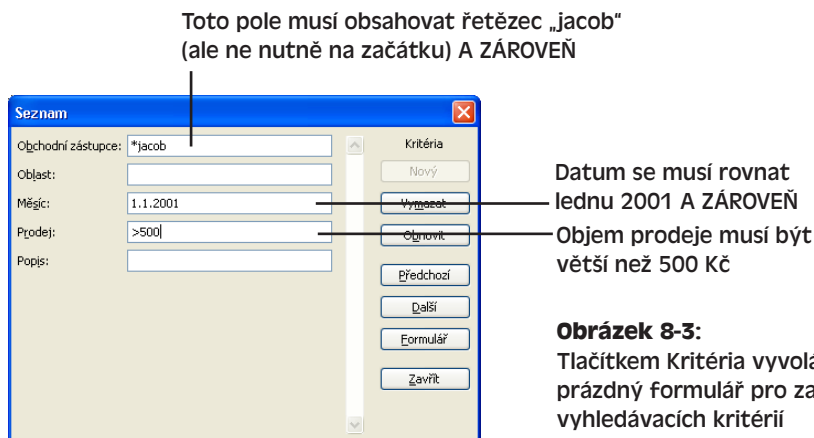 Toto pole musí obsahovat řetězec „jacob“
(ale ne nutně na začátku) A ZÁROVEŇ
Seznam
Obchodní zástupce: *jacob
Oblast:
Měsíc: 1.1.2001
Prodej: >500
Popis:
Kritéria
Nový
Vymazat
Obnovit
Předchozí
Další
Formulář
Zavřít
Datum se musí rovnat
lednu 2001 A ZÁROVEŇ
Objem prodeje musí být
větší než 500 Kč
Obrázek 8-3:
Tlačítkem Kritéria
prázdný formulář pro
vyhledávacích kritérií